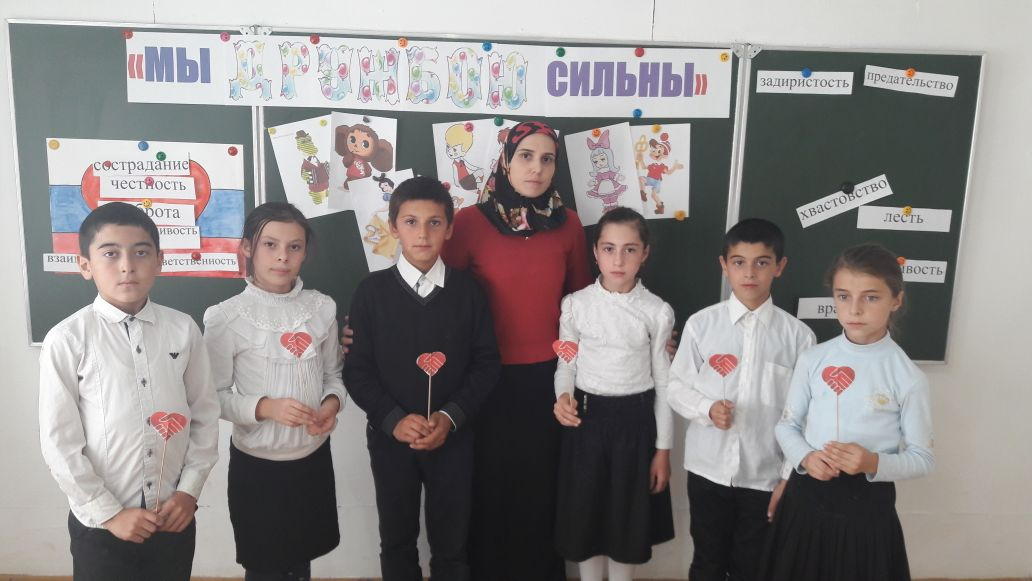 «МЫ ДРУЖБОЮ СИЛЬНЫ»
сострадание
честность
задиристость
предательство
хвастовство
лесть